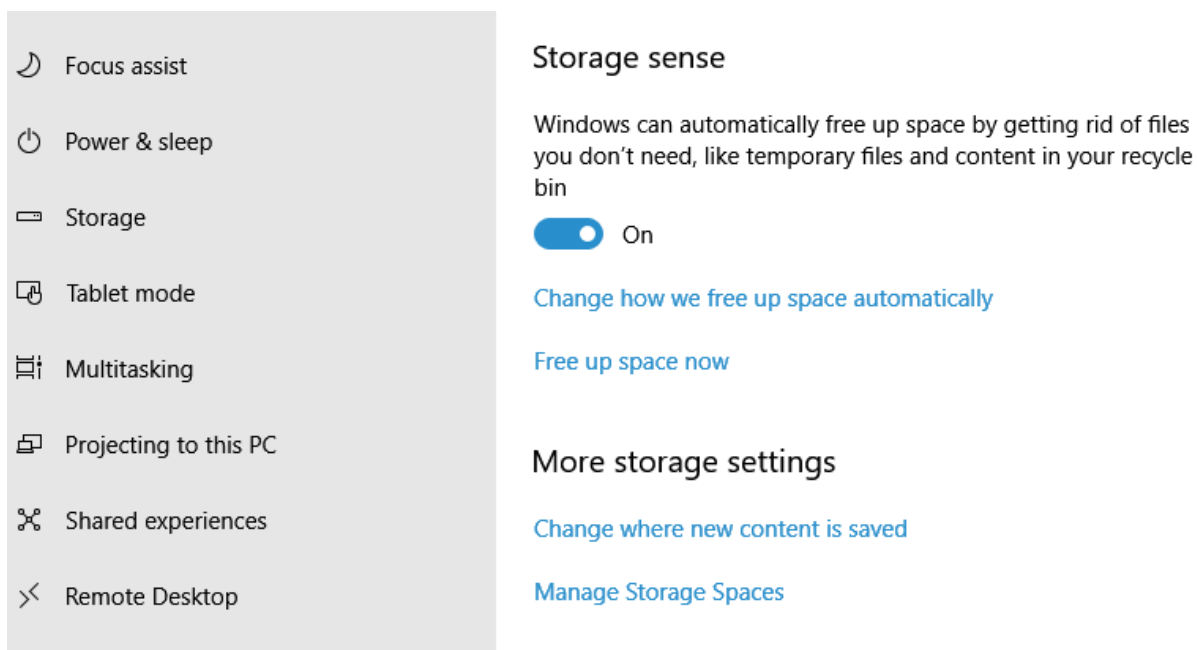 Focus assist
Power & sleep
Storage
Tablet mode
Multitasking
Projecting to this PC
Shared experiences
Remote Desktop
Storage sense
Windows can automatically free up space by getting rid of files
you don’t need, like temporary files and content in your recycle
bin
On
Change how we free up space automatically
Free up space now
More storage settings
Change where new content is saved
Manage Storage Spaces